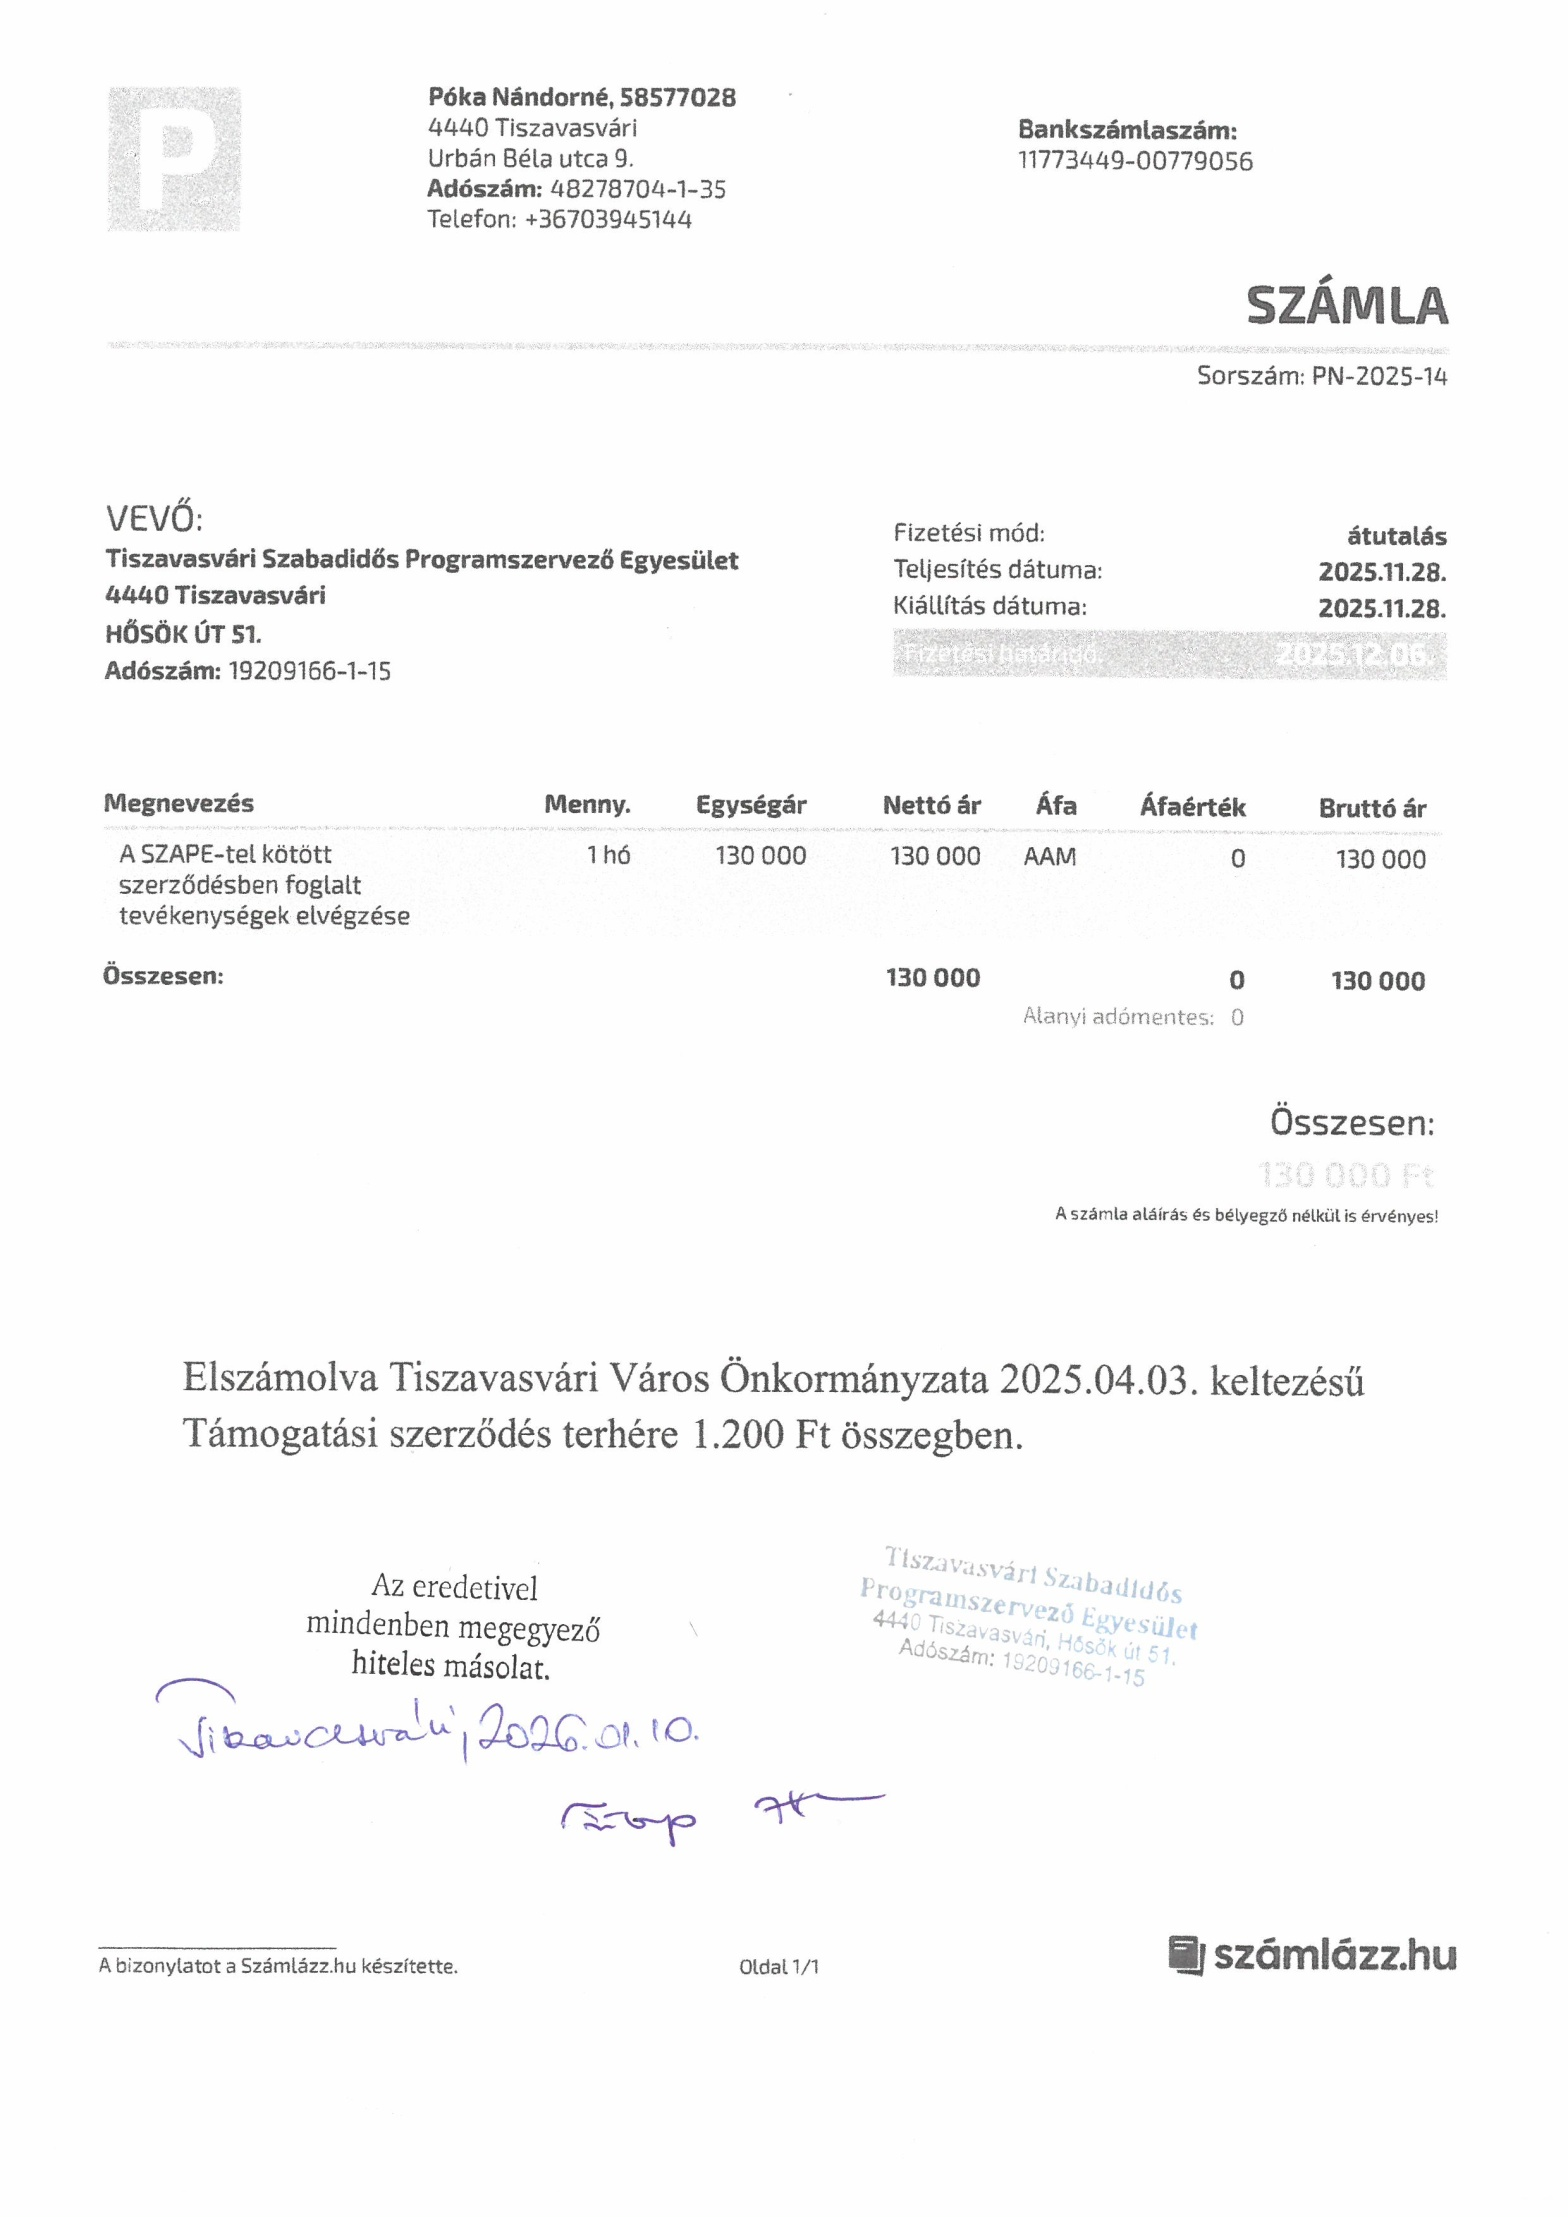 P
Póka Nándorné, 58577028
4440 Tiszavasvári
Urbán Béla utca 9.
Adószám: 48278704-1-35
Telefon: +36703945144
Bankszámlaszám:
11773449-00779056
SZÁMLA
Sorszám: PN-2025-14
VEVŐ:
Tiszavasvári Szabadidős Programszervező Egyesület
4440 Tiszavasvári
HŐSÖK ÚT 51.
Adószám: 19209166-1-15
Fizetési mód: átutalás
Teljesítés dátuma: 2025.11.28.
Kiállítás dátuma: 2025.11.28.
Fizetési határidő: 2025.12.06.
Megnevezés Menny. Egységár Nettó ár Áfa Áfaérték Bruttó ár
A SZAPE-tel kötött 1 hó 130 000 130 000 AAM 0 130 000
szerződésben foglalt
tevékenységek elvégzése
Összesen: 130 000 0 130 000
Alanyi adómentes: 0
Összesen:
130 000 Ft
A számla aláírás és bélyegző nélkül is érvényes!
Elszámolva Tiszavasvári Város Önkormányzata 2025.04.03. keltezésű
Támogatási szerződés terhére 1.200 Ft összegben.
Az eredetivel
mindenben megegyező
hiteles másolat.
Tiszavasvári Szabadidős
Programszervező Egyesület
4440 Tiszavasvári, Hősök út 51.
Adószám: 19209166-1-15
Tiszavasvári, 2026.01.10.
A bizonylatot a Számlázz.hu készítette.
Oldal 1/1
számlázz.hu